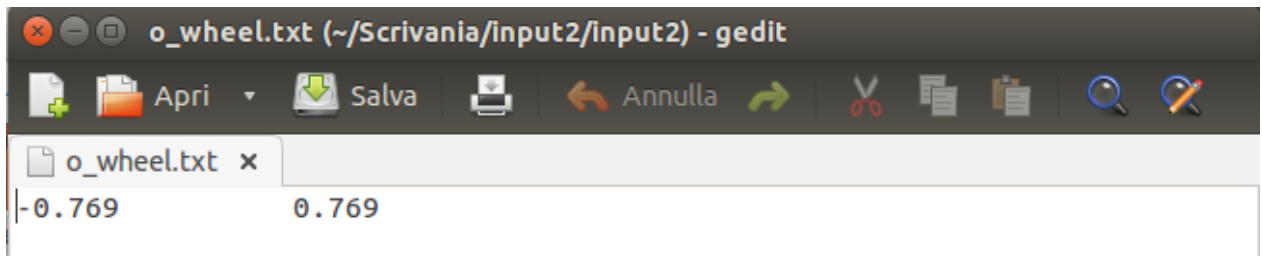 o_wheel.txt (~/Scrivania/input2/input2) - gedit
Apri Salva Annulla
o_wheel.txt
-0.769 0.769